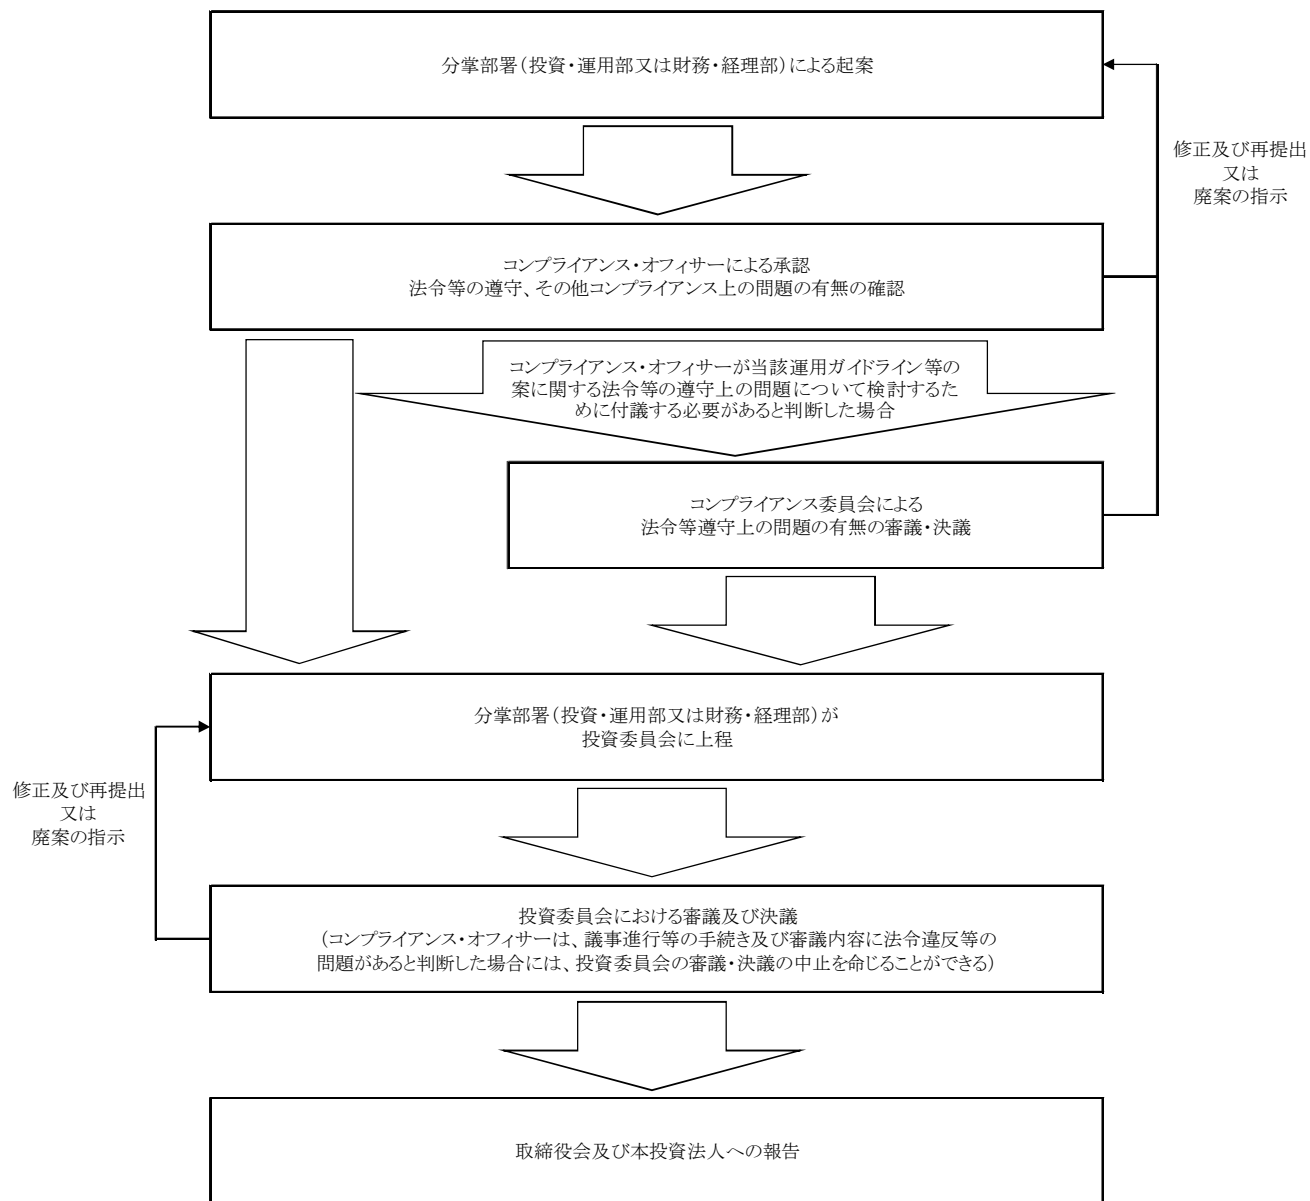 分掌部署(投資・運用部又は財務・経理部)による起案
修正及び再提出
又は
廃案の指示
コンプライアンス・オフィサーによる承認
法令等の遵守、その他コンプライアンス上の問題の有無の確認
コンプライアンス・オフィサーが当該運用ガイドライン等の
案に関する法令等の遵守上の問題について検討するた
めに付議する必要があると判断した場合
コンプライアンス委員会による
法令等遵守上の問題の有無の審議・決議
分掌部署(投資・運用部又は財務・経理部)が
投資委員会に上程
修正及び再提出
又は
廃案の指示
投資委員会における審議及び決議
(コンプライアンス・オフィサーは、議事進行等の手続き及び審議内容に法令違反等の
問題があると判断した場合には、投資委員会の審議・決議の中止を命じることができる)
取締役会及び本投資法人への報告